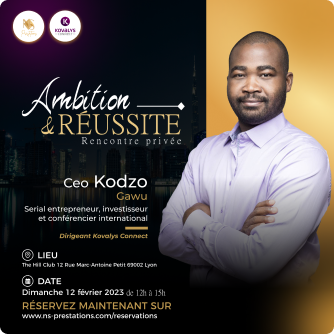 KOVALYS
CONNECT
Ambition
& RÉUSSITE
Rencontre privée
Ceo Kodzo
Gawu
Serial entrepreneur, investisseur
et conférencier international
Dirigeant Kovalys Connect
LIEU
The Hill Club 12 Rue Marc-Antoine Petit 69002 Lyon
DATE
Dimanche 12 février 2023 de 12h à 15h
RÉSERVEZ MAINTENANT SUR
www.ns-prestations.com/reservations